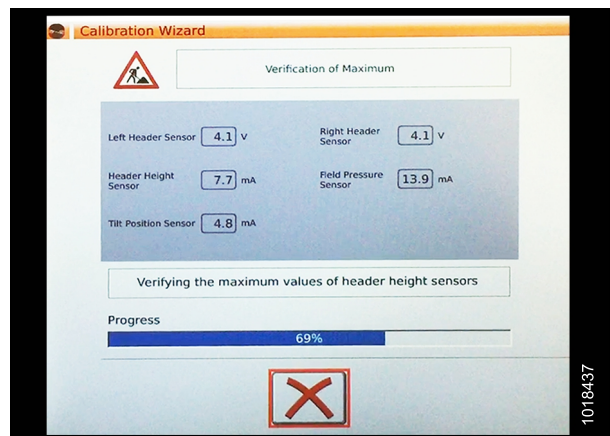 Calibration Wizard
Verification of Maximum
Left Header Sensor 4.1 V
Right Header
Sensor 4.1 V
Header Height
Sensor 7.7 mA
Field Pressure
Sensor 13.9 mA
Tilt Position Sensor 4.8 mA
Verifying the maximum values of header height sensors
Progress
69%
1018437